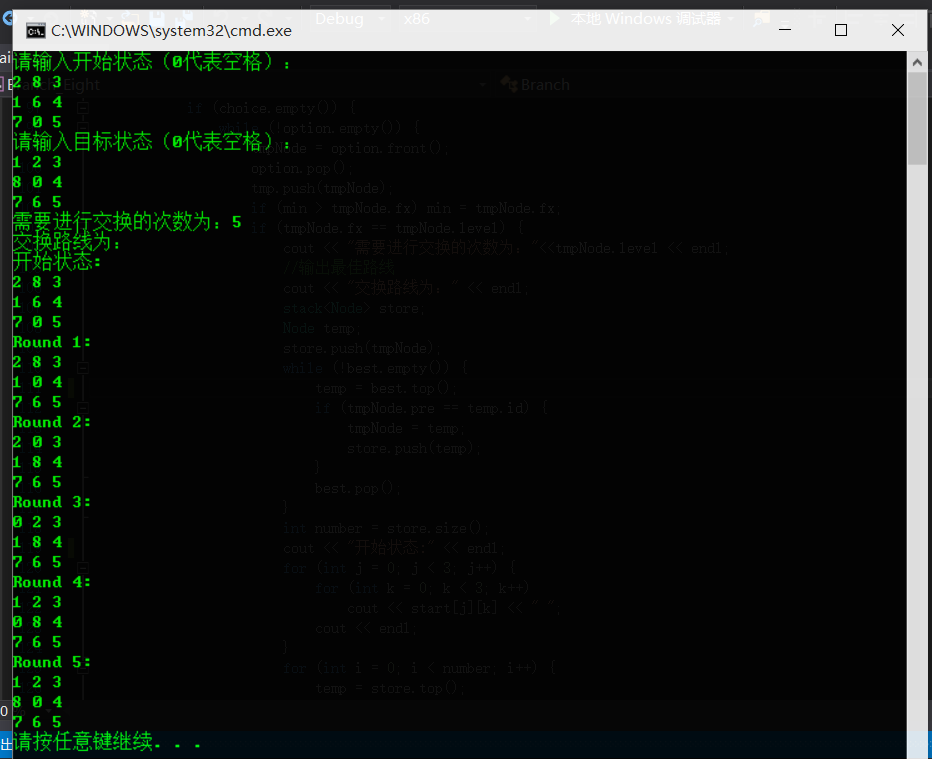 Debug
x86
本地 Windows 调试器
C:\WINDOWS\system32\cmd.exe
请输入开始状态（0代表空格）:
2 8 3
1 6 4
7 0 5
请输入目标状态（0代表空格）:
1 2 3
8 0 4
7 6 5
需要进行交换的次数为: 5
交换路线为:
开始状态:
2 8 3
1 6 4
7 0 5
Round 1:
2 8 3
1 0 4
7 6 5
Round 2:
2 0 3
1 8 4
7 6 5
Round 3:
0 2 3
1 8 4
7 6 5
Round 4:
1 2 3
0 8 4
7 6 5
Round 5:
1 2 3
8 0 4
7 6 5
请按任意键继续. . .
Branch
if (choice.empty()) {
option.empty()) {
= option.front();
option.pop();
tmp.push(tmpNode);
if (min > tmpNode.fx) min = tmpNode.fx;
if (tmpNode.fx == tmpNode.level) {
cout << "需要进行交换的次数为: "<<tmpNode.level << endl;
//输出最佳路线
cout << "交换路线为: " << endl;
stack<Node> store;
Node temp;
store.push(tmpNode);
while (!best.empty()) {
temp = best.top();
if (tmpNode.pre == temp.id) {
tmpNode = temp;
store.push(temp);
}
best.pop();
}
int number = store.size();
cout << "开始状态:" << endl;
for (int j = 0; j < 3; j++) {
for (int k = 0; k < 3; k++)
cout << start[j][k] << " ";
cout << endl;
}
for (int i = 0; i < number; i++) {
temp = store.top();